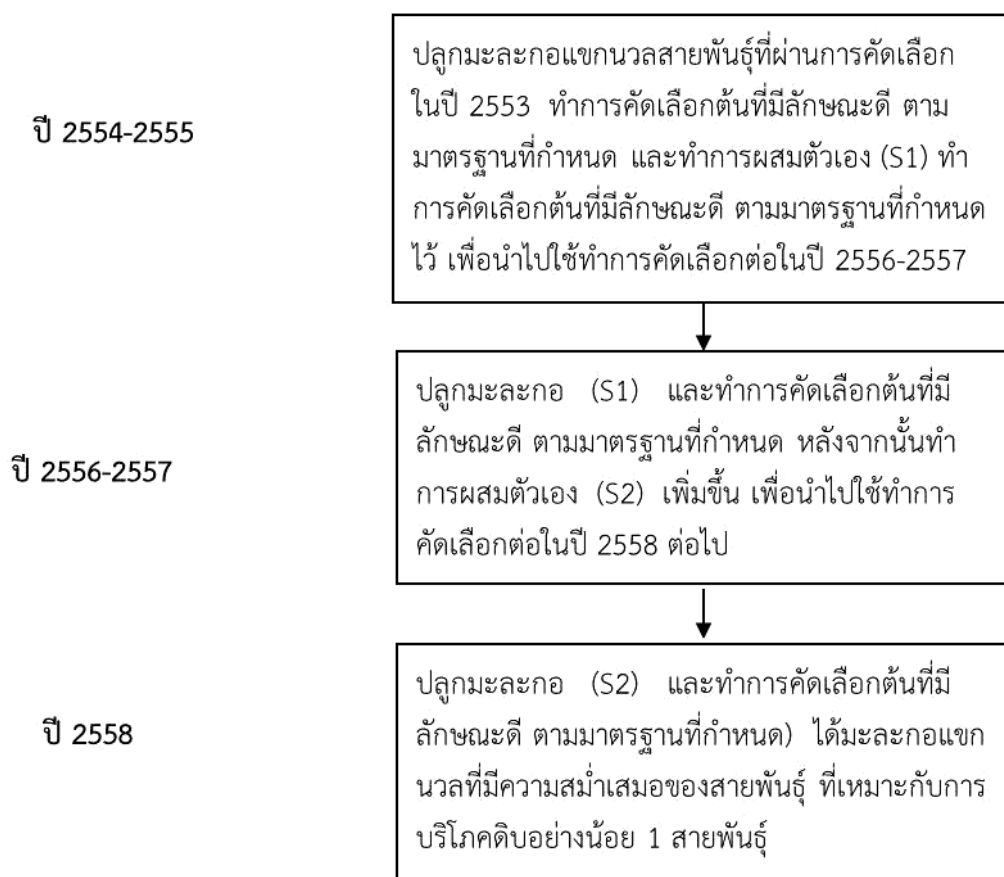 ปลูกมะละกอแขกนวลสายพันธุ์ที่ผ่านการคัดเลือก
ในปี 2553 ทำการคัดเลือกต้นที่มีลักษณะดี ตาม
ปี 2554-2555
มาตรฐานที่กำหนด และทำการผสมตัวเอง (S1) ทำ
การคัดเลือกต้นที่มีลักษณะดี ตามมาตรฐานที่กำหนด
ไว้ เพื่อนำไปใช้ทำการคัดเลือกต่อในปี 2556-2557
ปลูกมะละกอ (S1) และทำการคัดเลือกต้นที่มี
ลักษณะดี ตามมาตรฐานที่กำหนด หลังจากนั้นทำ
ปี 2556-2557
การผสมตัวเอง (S2) เพิ่มขึ้น เพื่อนำไปใช้ทำการ
คัดเลือกต่อในปี 2558 ต่อไป
ปลูกมะละกอ (S2) และทำการคัดเลือกต้นที่มี
ปี 2558
ลักษณะดี ตามมาตรฐานที่กำหนด) ได้มะละกอแขก
นวลที่มีความสม่ำเสมอของสายพันธุ์ ที่เหมาะกับการ
บริโภคดิบอย่างน้อย 1 สายพันธุ์